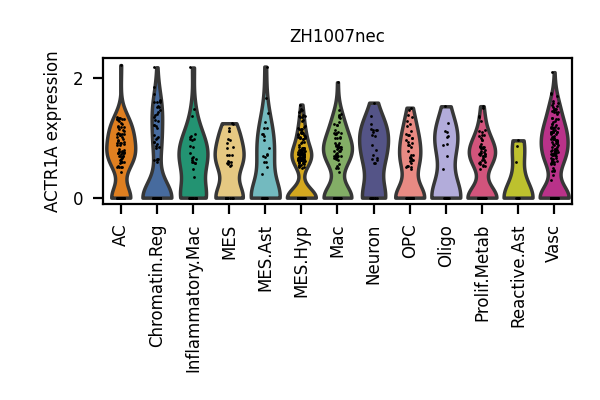 ZH1007nec
ACTR1A expression
2
0
AC
Chromatin.Reg
Inflammatory.Mac
MES
MES.Ast
MES.Hyp
Mac
Neuron
OPC
Oligo
Prolif.Metab
Reactive.Ast
Vasc